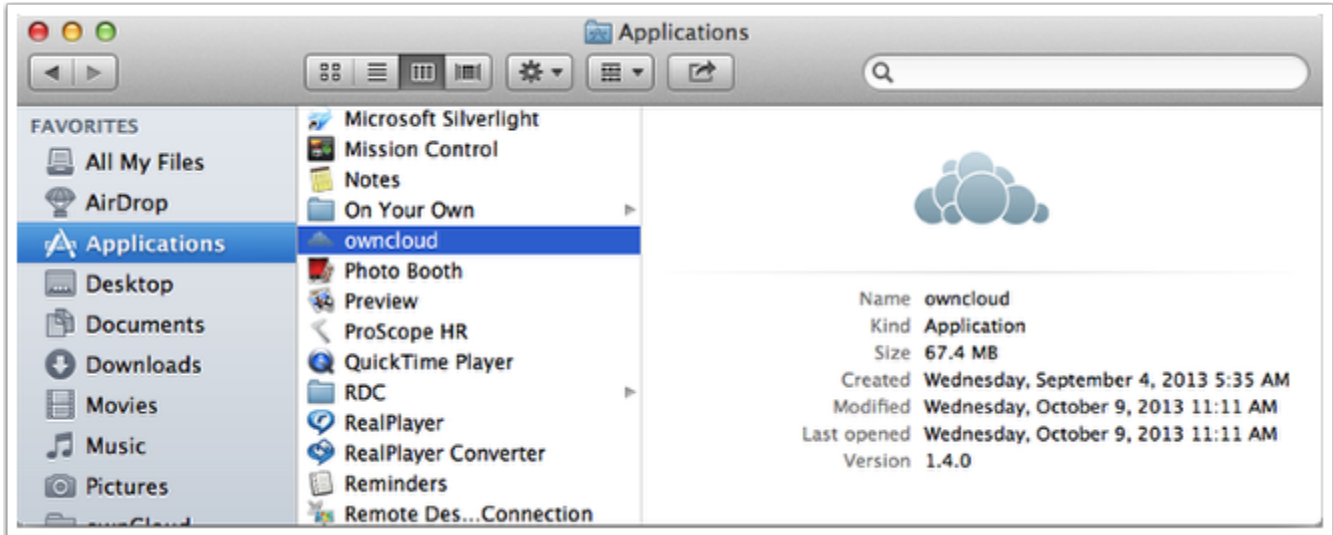 Applications
FAVORITES
All My Files
AirDrop
Applications
Desktop
Documents
Downloads
Movies
Music
Pictures
ownCloud
Microsoft Silverlight
Mission Control
Notes
On Your Own
owncloud
Photo Booth
Preview
ProScope HR
QuickTime Player
RDC
RealPlayer
RealPlayer Converter
Reminders
Remote Des...Connection
Name owncloud
Kind Application
Size 67.4 MB
Created Wednesday, September 4, 2013 5:35 AM
Modified Wednesday, October 9, 2013 11:11 AM
Last opened Wednesday, October 9, 2013 11:11 AM
Version 1.4.0